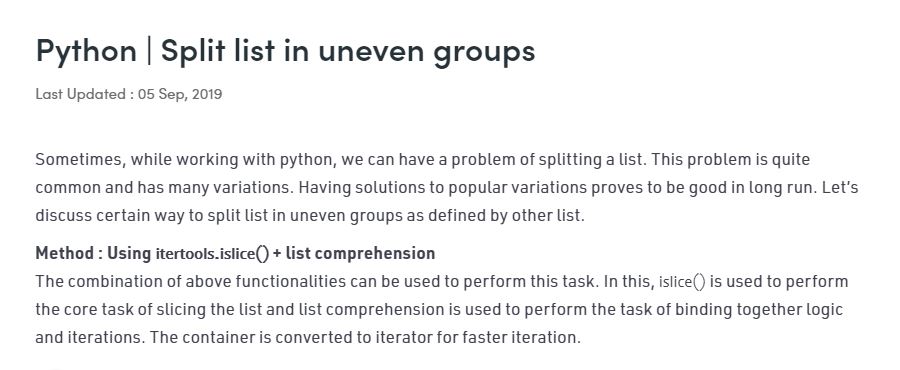 Python | Split list in uneven groups
Last Updated : 05 Sep, 2019
Sometimes, while working with python, we can have a problem of splitting a list. This problem is quite
common and has many variations. Having solutions to popular variations proves to be good in long run. Let’s
discuss certain way to split list in uneven groups as defined by other list.
Method : Using itertools.islice() + list comprehension
The combination of above functionalities can be used to perform this task. In this, islice() is used to perform
the core task of slicing the list and list comprehension is used to perform the task of binding together logic
and iterations. The container is converted to iterator for faster iteration.